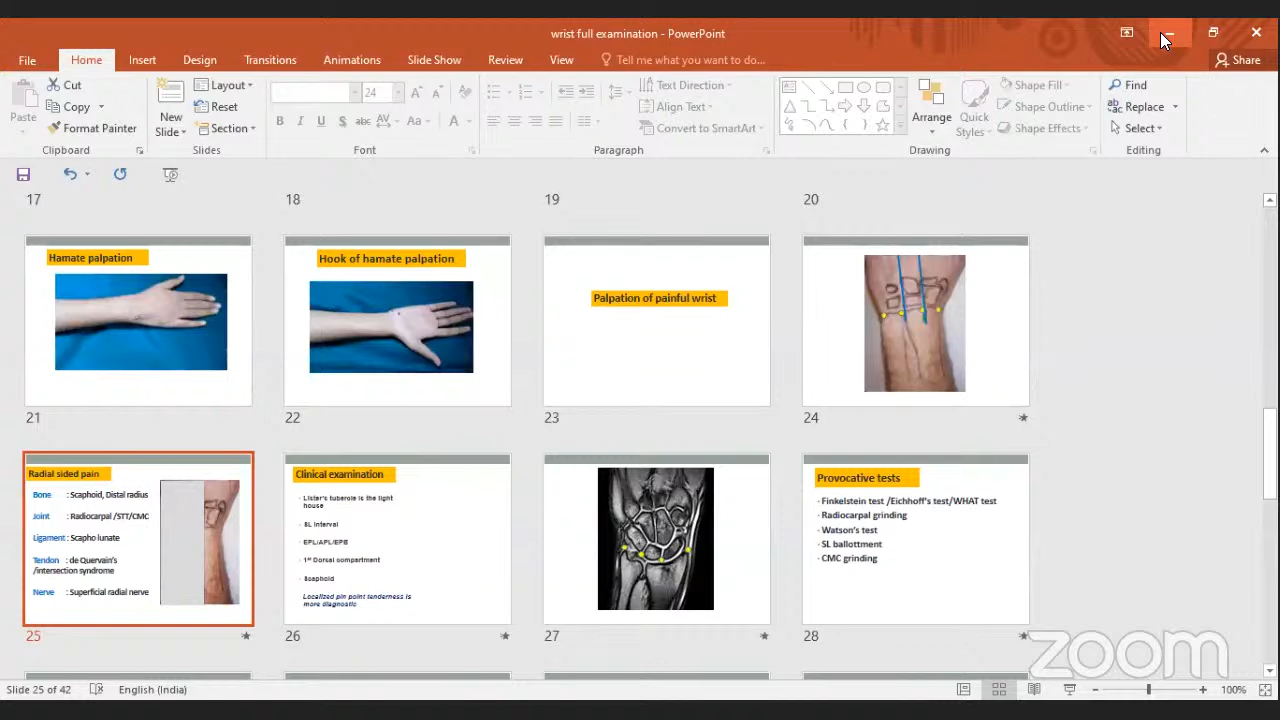 wrist full examination - PowerPoint
File
Home
Insert
Design
Transitions
Animations
Slide Show
Review
View
Tell me what you want to do...
Share
Paste
Cut
Copy
Format Painter
Clipboard
New
Slide
Layout
Reset
Section
Slides
24
B I U S abc AV Aa A
Font
Paragraph
Text Direction
Align Text
Convert to SmartArt
Arrange
Quick
Styles
Shape Fill
Shape Outline
Shape Effects
Drawing
Find
Replace
Select
Editing
17
18
19
20
Hamate palpation
21
Hook of hamate palpation
22
Palpation of painful wrist
23
24
Radial sided pain
Bone : Scaphoid, Distal radius
Joint : Radiocarpal /STT/CMC
Ligament : Scapho lunate
Tendon : de Quervain's
/intersection syndrome
Nerve : Superficial radial nerve
25
Clinical examination
- Lister's tubercle is the light
house
- SL Interval
- EPL/APL/EPB
- 1st Dorsal compartment
- Scaphoid
- Localized pin point tenderness is
more diagnostic
26
27
Provocative tests
- Finkelstein test /Eichhoff's test/WHAT test
- Radiocarpal grinding
- Watson's test
- SL ballottment
- CMC grinding
28
zoom
Slide 25 of 42
English (India)
100%